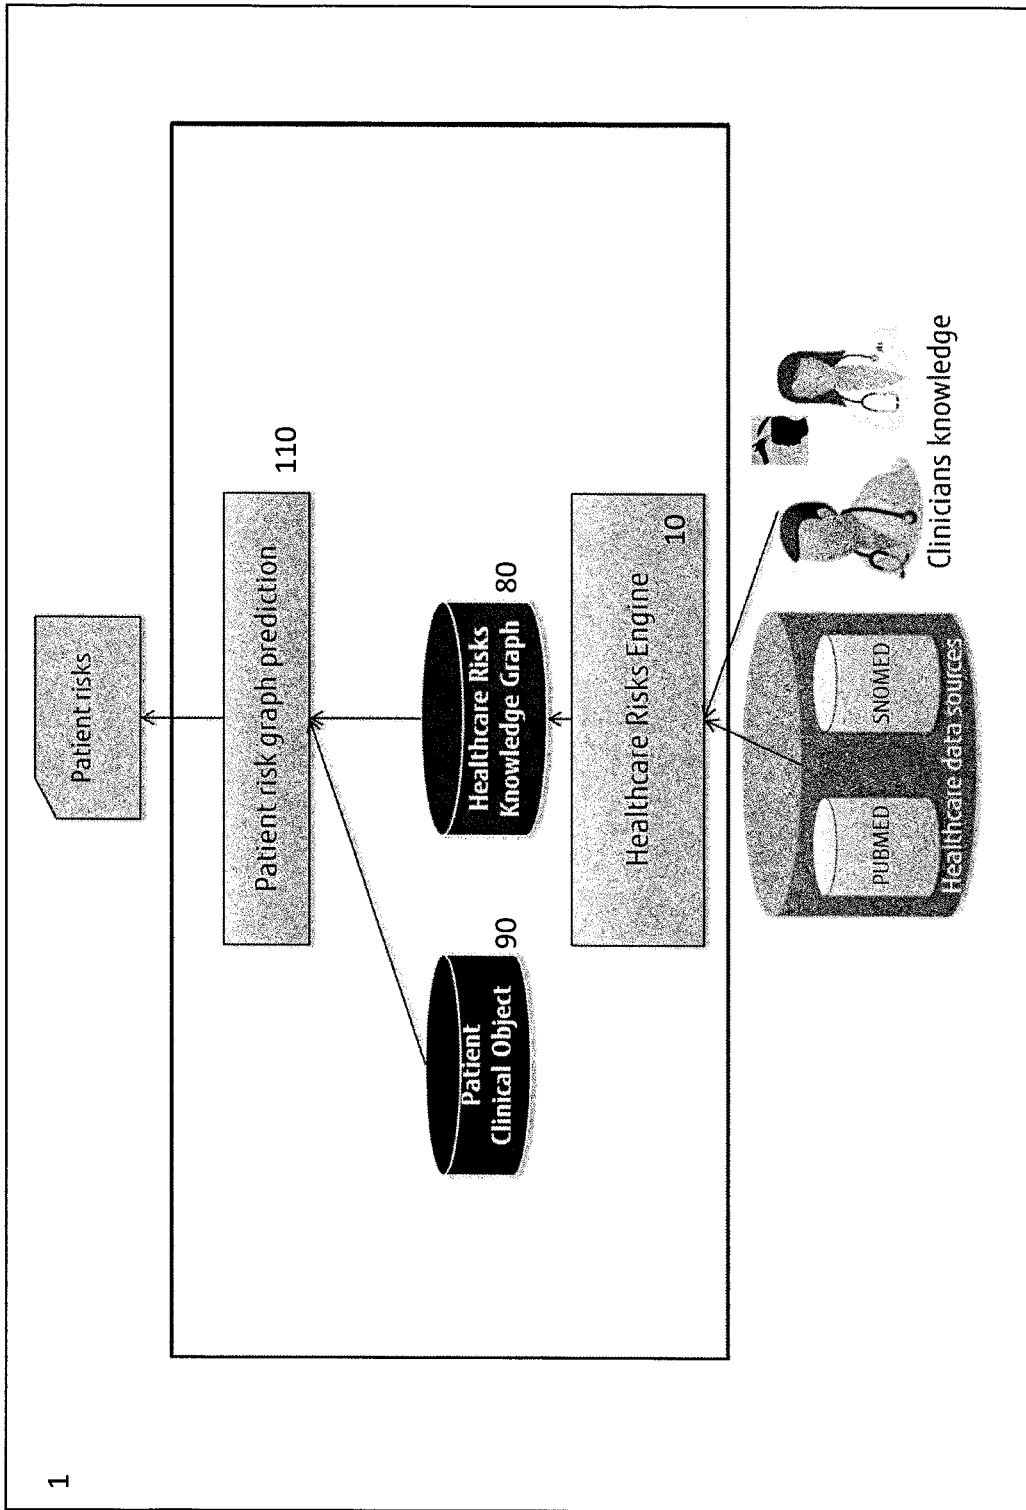 1
Patient risks
Patient risk graph prediction
110
Patient
Clinical Object
90
Healthcare Risks
Knowledge Graph
80
Healthcare Risks Engine
10
PUBMED
SNOMED
Healthcare data sources
Clinicians knowledge